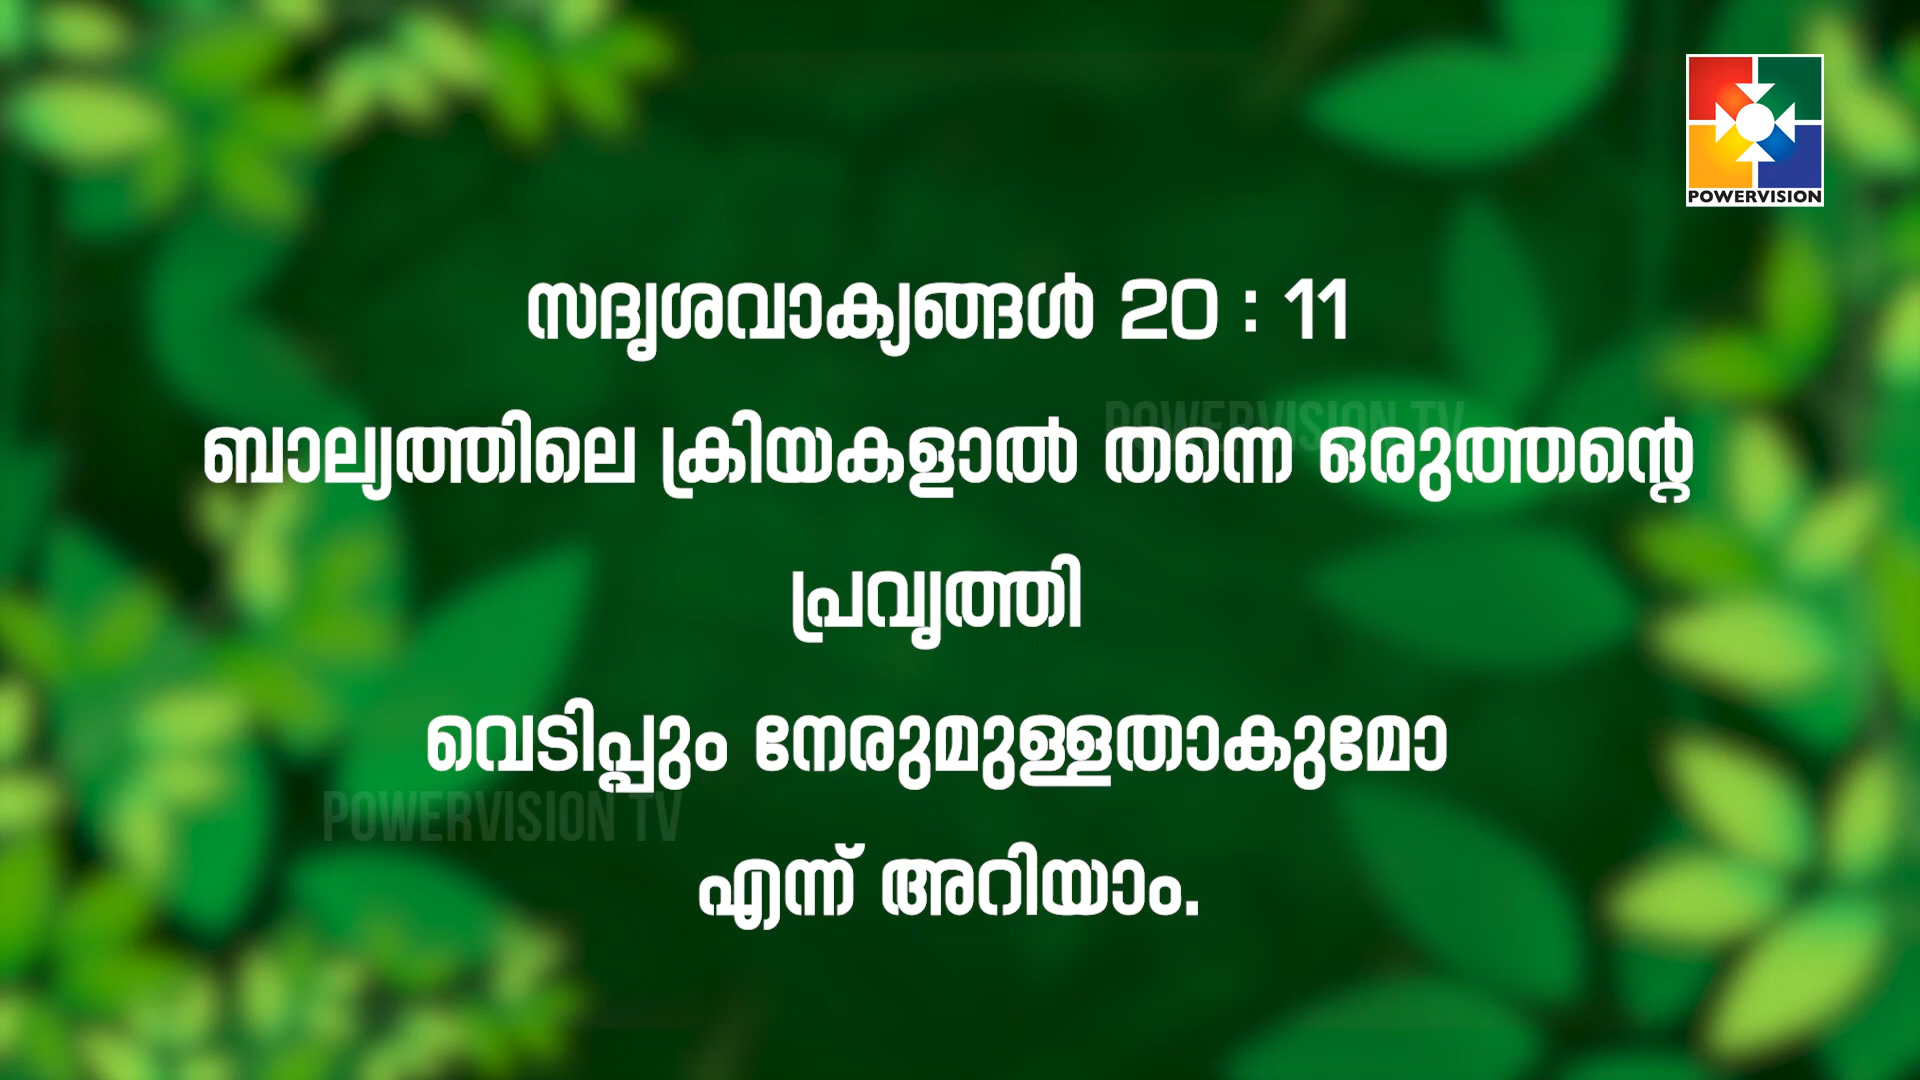 POWERVISION
സദൃശവാക്യങ്ങൾ 20 : 11
POWERVISION TV
ബാല്യത്തിലെ ക്രിയകളാൽ തന്നെ ഒരുത്തന്റെ
പ്രവൃത്തി
വെടിപ്പും നേരുമുള്ളതാകുമോ
POWERVISION TV
എന്ന് അറിയാം.